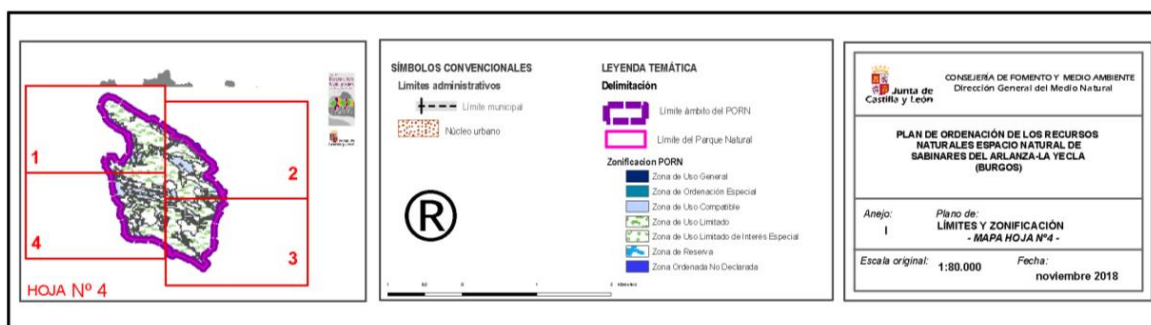 1
2
4
3
HOJA Nº 4
SÍMBOLOS CONVENCIONALES
Límites administrativos
Límite municipal
Núcleo urbano
®
LEYENDA TEMÁTICA
Delimitación
Límite ámbito del PORN
Límite del Parque Natural
Zonificacion PORN
Zona de Uso General
Zona de Ordenación Especial
Zona de Uso Compatible
Zona de Uso Limitado
Zona de Uso Limitado de Interés Especial
Zona de Reserva
Zona Ordenada No Declarada
Junta de
Castilla y León
CONSEJERÍA DE FOMENTO Y MEDIO AMBIENTE
Dirección General del Medio Natural
PLAN DE ORDENACIÓN DE LOS RECURSOS
NATURALES ESPACIO NATURAL DE
SABINARES DEL ARLANZA-LA YECLA
(BURGOS)
Anejo:
I
Plano de:
LÍMITES Y ZONIFICACIÓN
- MAPA HOJA Nº4 -
Escala original: 1:80.000
Fecha:
noviembre 2018